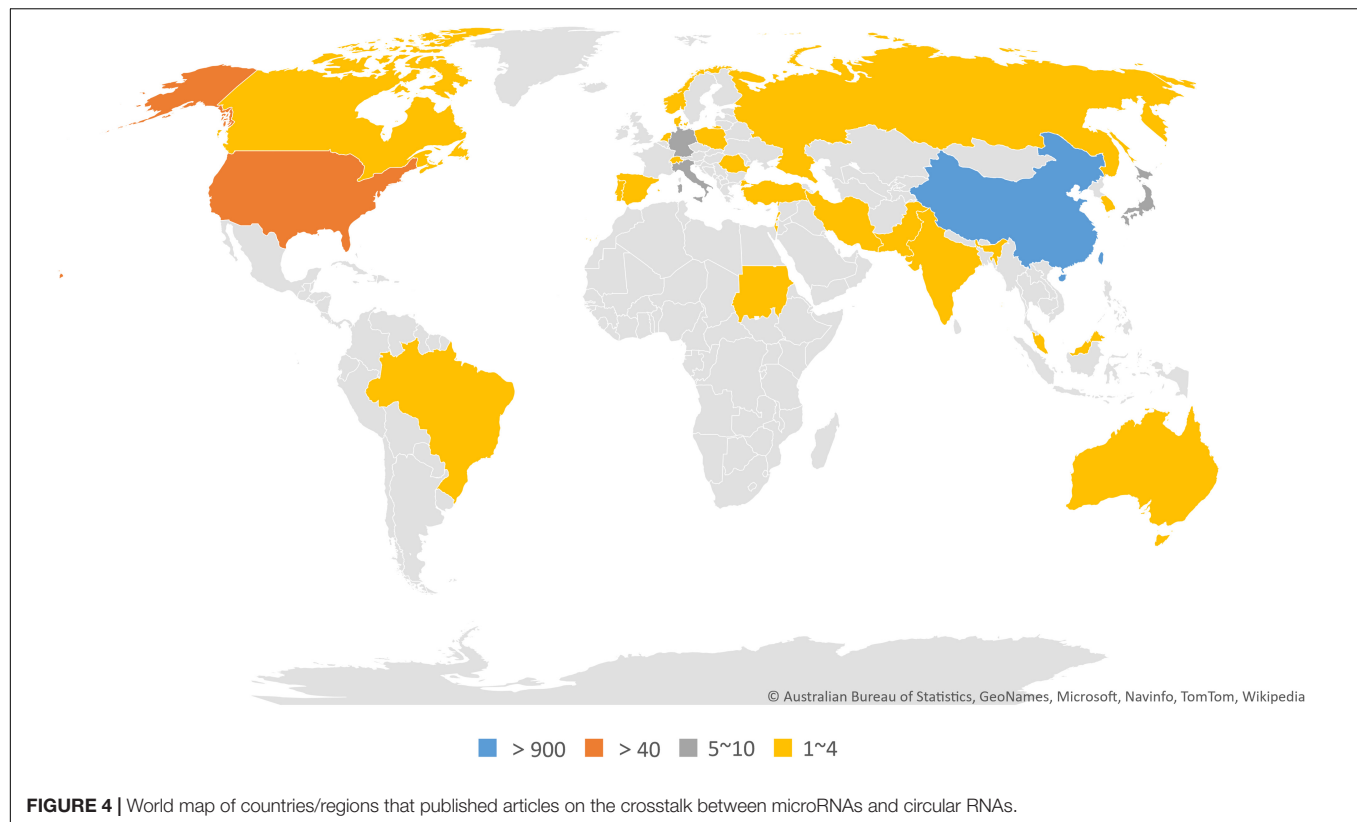 © Australian Bureau of Statistics, GeoNames, Microsoft, Navinfo, TomTom, Wikipedia
> 900 > 40 5~10 1~4
FIGURE 4 | World map of countries/regions that published articles on the crosstalk between microRNAs and circular RNAs.